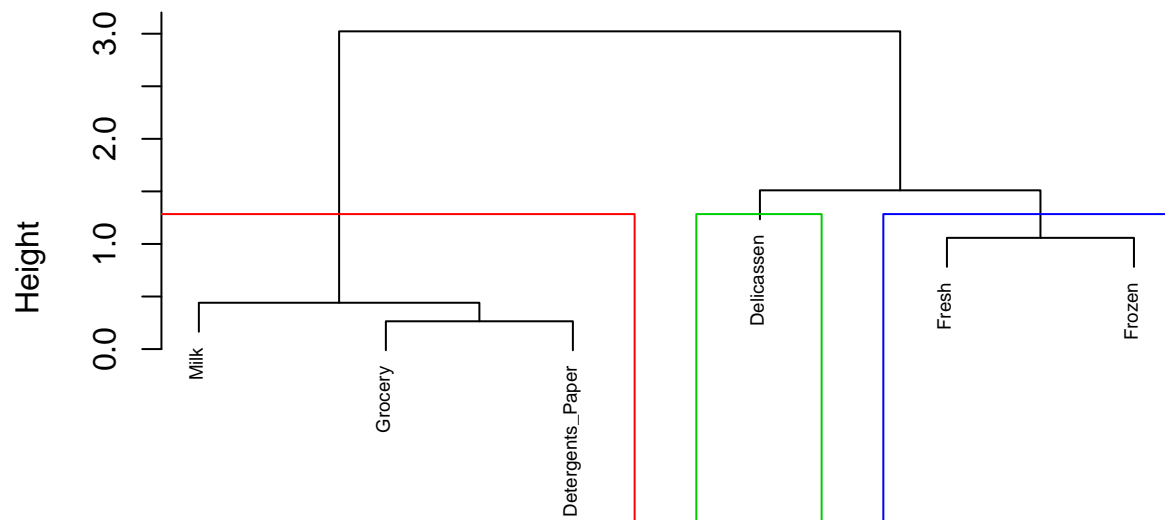 3.0
2.0
1.0
0.0
Height
Milk
Grocery
Detergents_Paper
Delicassen
Fresh
Frozen